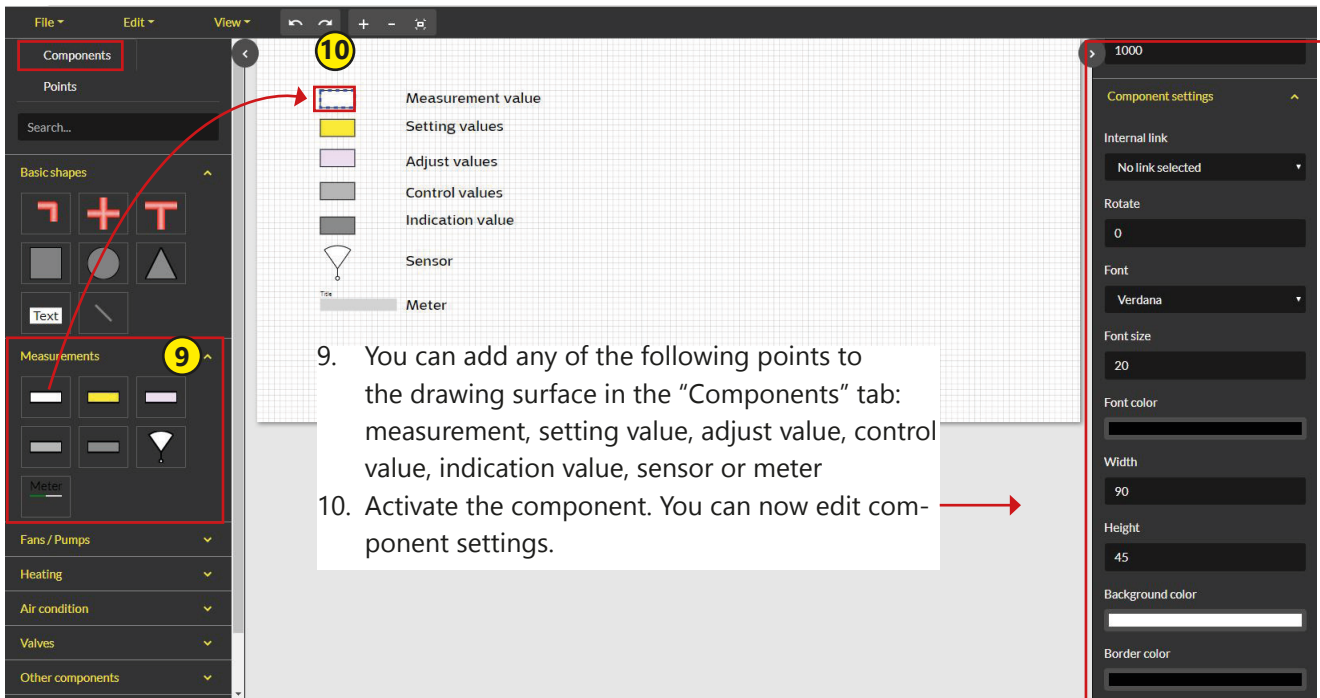 File Edit View + -
Components
Points
Search...
Basic shapes
Text
Measurements 9
Meter
Fans / Pumps
Heating
Air condition
Valves
Other components
10
Measurement value
Setting values
Adjust values
Control values
Indication value
Sensor
Title
Meter
9. You can add any of the following points to
the drawing surface in the “Components” tab:
measurement, setting value, adjust value, control
value, indication value, sensor or meter
10. Activate the component. You can now edit com-
ponent settings.
1000
Component settings
Internal link
No link selected
Rotate
0
Font
Verdana
Font size
20
Font color
Width
90
Height
45
Background color
Border color